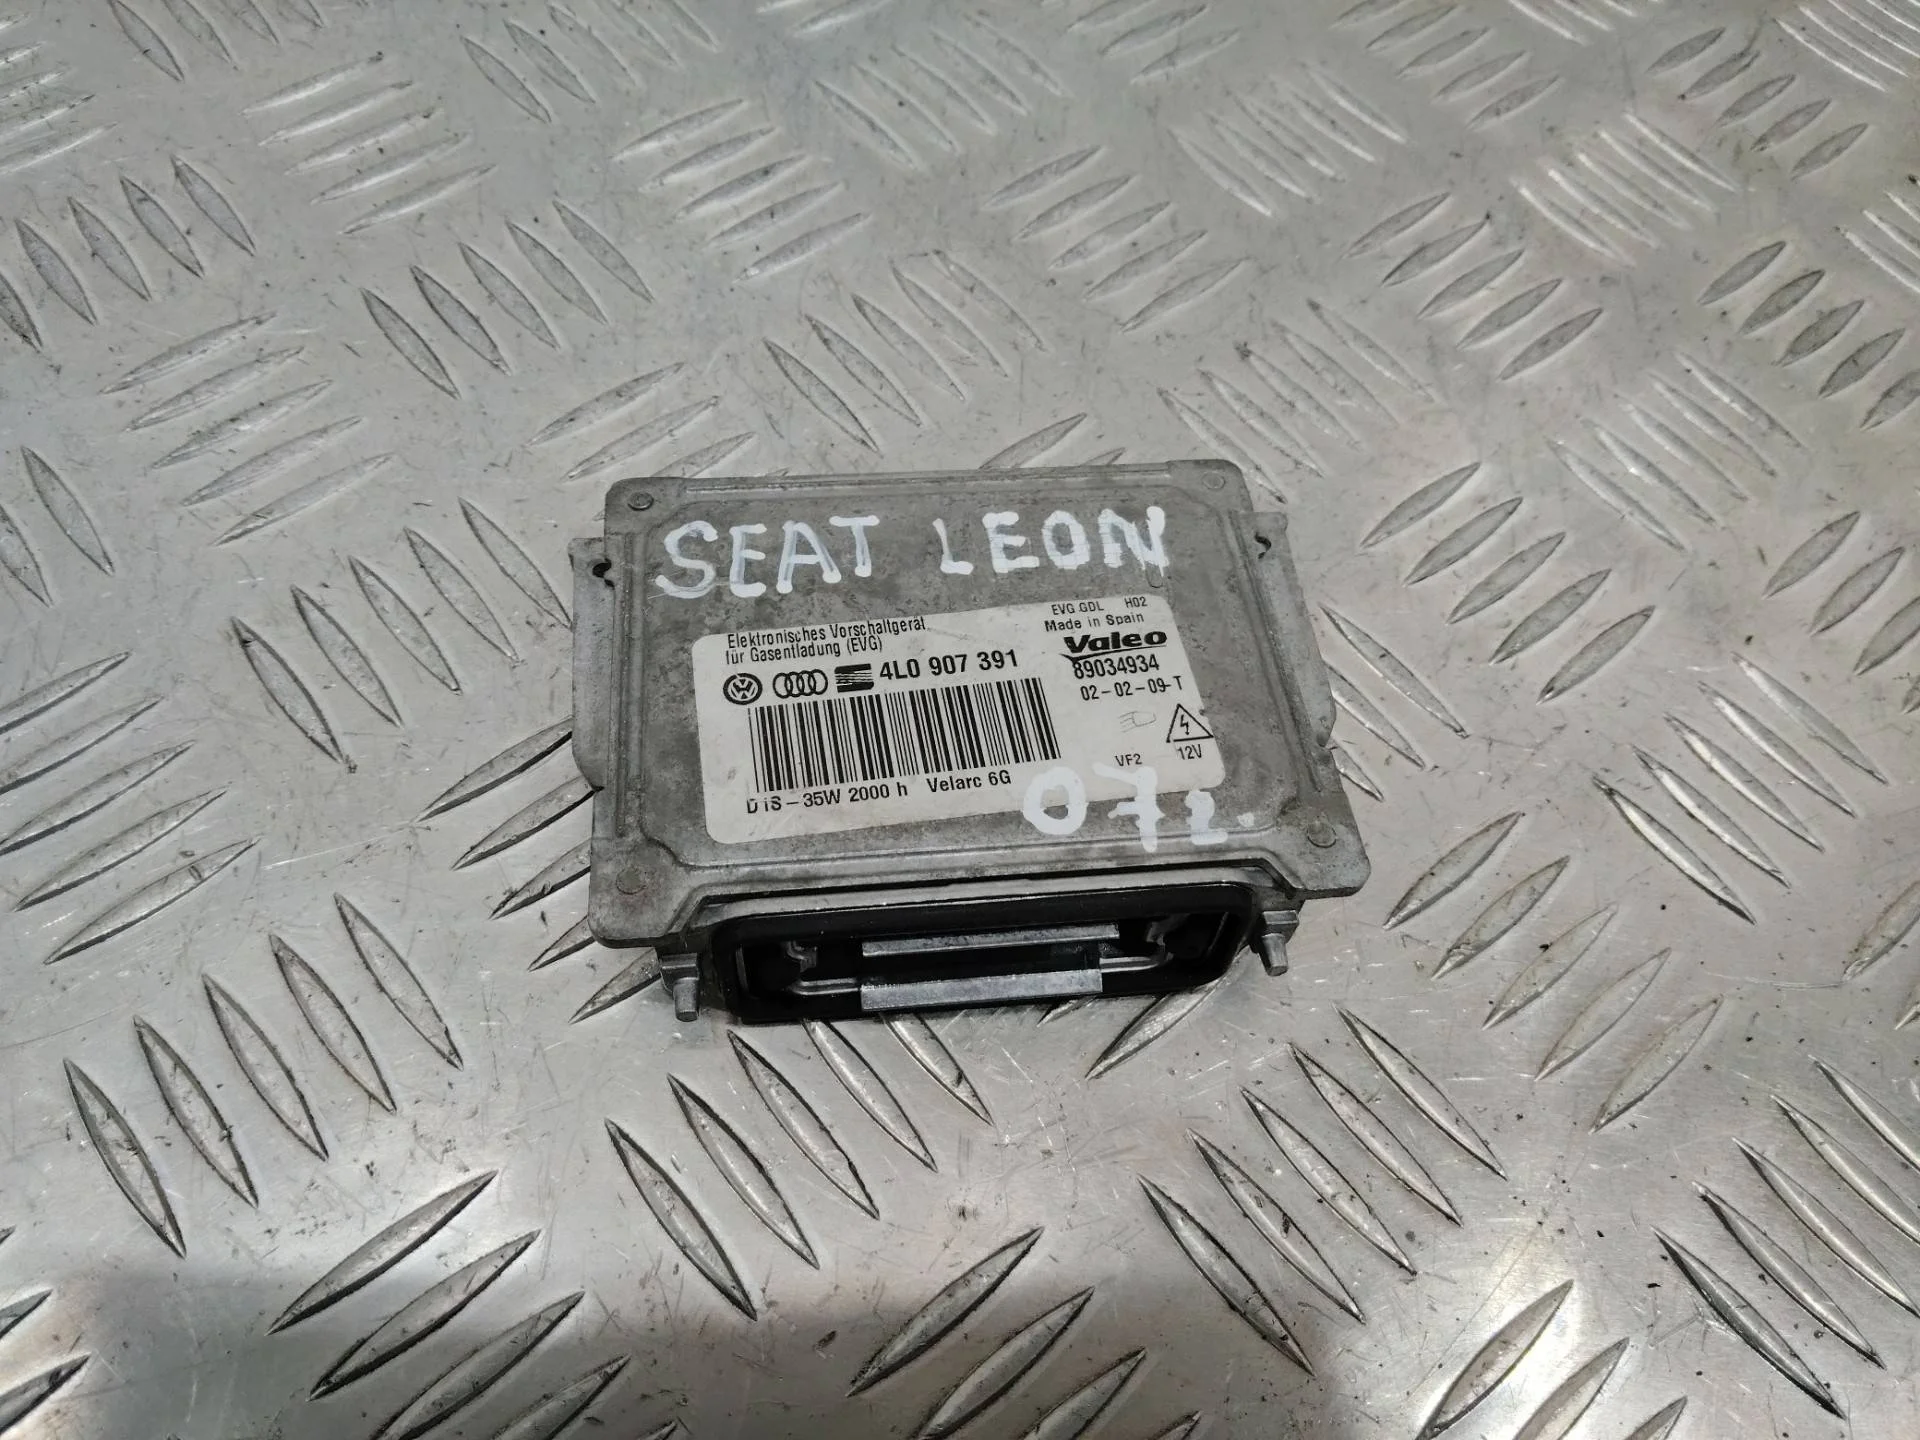 SEAT LEON
Elektronisches Vorschaltgerät
für Gasentladung (EVG)
EVG GDL H02
Made in Spain
Valeo
4L0 907 391
89034934
02-02-09-T
VF2 12V
D1S-35W 2000 h Velarc 6G
07г.